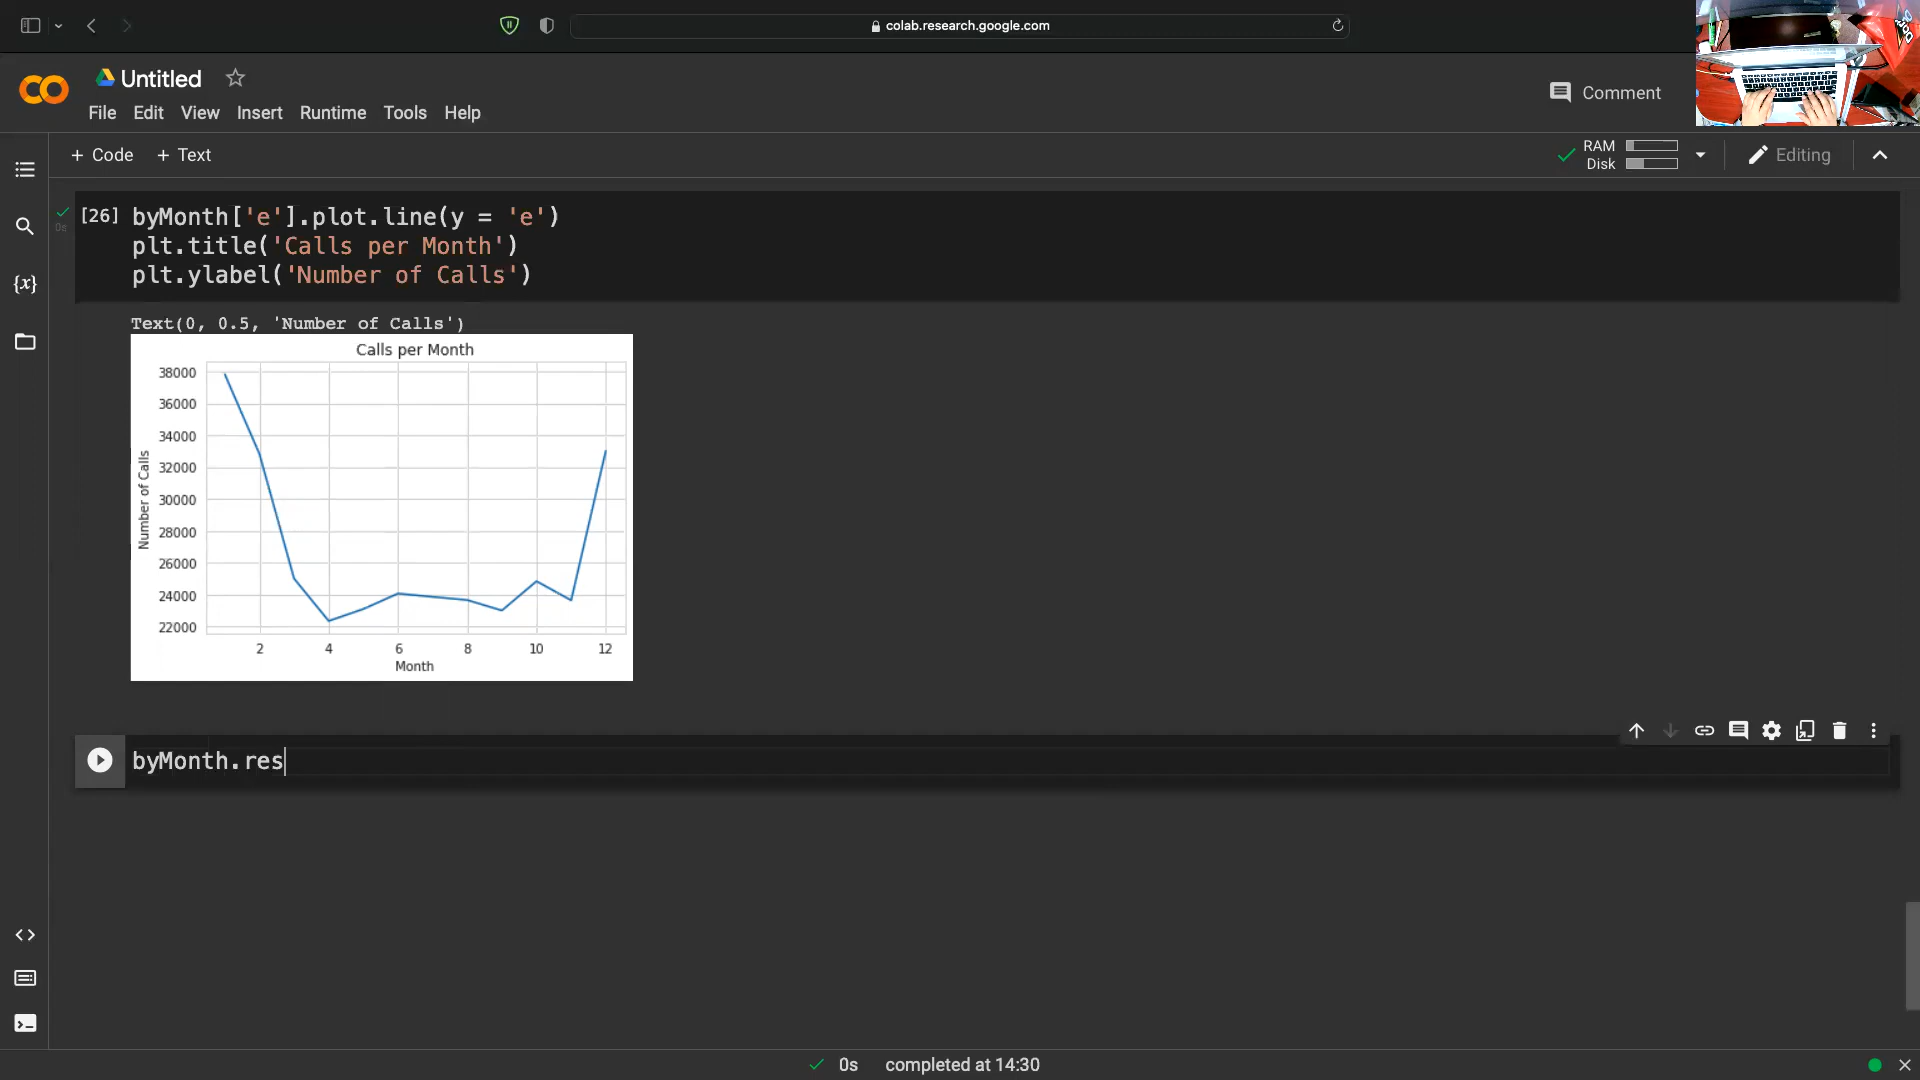 colab.research.google.com
Untitled
File Edit View Insert Runtime Tools Help
Comment
+ Code + Text
RAM
Disk
Editing
[26] byMonth['e'].plot.line(y = 'e')
plt.title('Calls per Month')
plt.ylabel('Number of Calls')
0s
Text(0, 0.5, 'Number of Calls')
Calls per Month
38000
36000
34000
32000
30000
28000
26000
24000
22000
Number of Calls
2 4 6 8 10 12
Month
{x}
byMonth.res
0s completed at 14:30